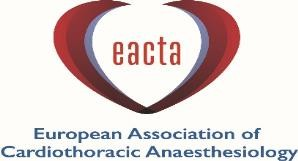 eacta
European Association of
Cardiothoracic Anaesthesiology